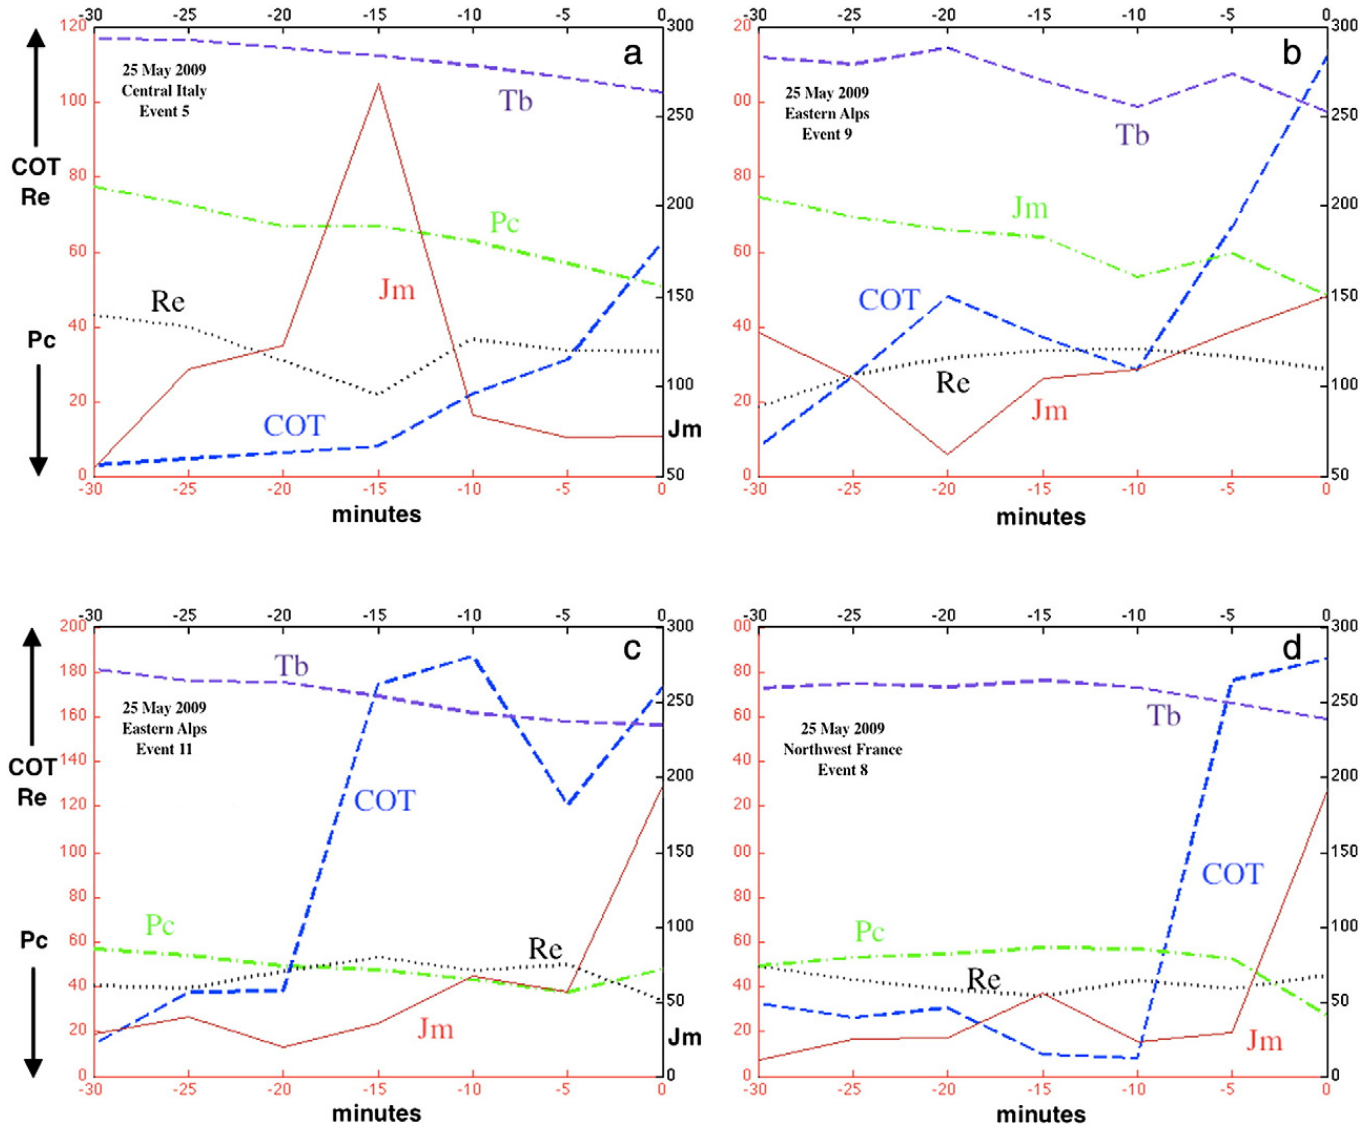 -30 -25 -20 -15 -10 -5 0
120 300
a
25 May 2009
Central Italy
Event 5
Tb
100
250
COT
Re
80
200
Pc
60
Re
Jm
150
40
Pc
100
20
COT
Jm
0 50
-30 -25 -20 -15 -10 -5 0
minutes
-30 -25 -20 -15 -10 -5 0
20 300
b
25 May 2009
Eastern Alps
Event 9
00
Tb
250
80
Jm
200
60
COT
150
40
Re
100
20
Jm
0 50
-30 -25 -20 -15 -10 -5 0
minutes
-30 -25 -20 -15 -10 -5 0
200 300
c
180
Tb
25 May 2009
Eastern Alps
Event 11
250
160
140
COT
Re
200
120
COT
100
150
80
Pc
Pc
100
60
Re
40
50
20
Jm
Jm
0 0
-30 -25 -20 -15 -10 -5 0
minutes
-30 -25 -20 -15 -10 -5 0
00 300
d
80
Tb
25 May 2009
Northwest France
Event 8
250
60
40
200
20
00
150
COT
80
Pc
100
60
Re
40
50
20
Jm
0 0
-30 -25 -20 -15 -10 -5 0
minutes